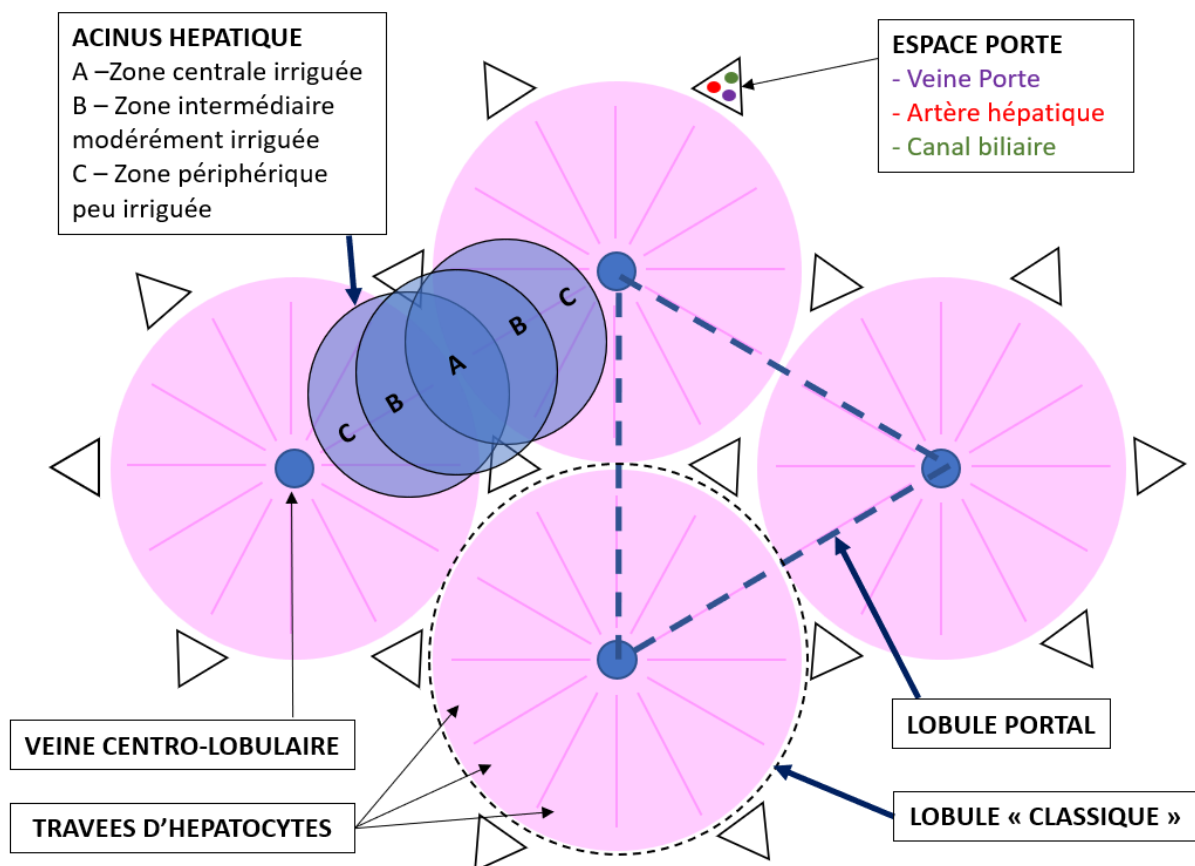 ACINUS HEPATIQUE
A –Zone centrale irriguée
B – Zone intermédiaire
modérément irriguée
C – Zone périphérique
peu irriguée
ESPACE PORTE
- Veine Porte
- Artère hépatique
- Canal biliaire
C
B
A
B
C
LOBULE PORTAL
VEINE CENTRO-LOBULAIRE
LOBULE « CLASSIQUE »
TRAVEES D’HEPATOCYTES